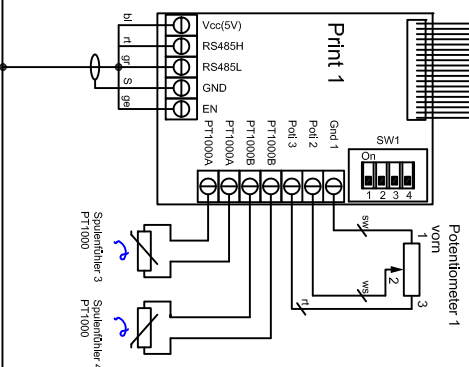 Print 1
bl
rt
gr
S
ge
Vcc(5V)
RS485H
RS485L
GND
EN
SW1
On
1 2 3 4
PT1000A
PT1000A
PT1000B
PT1000B
Poti 3
Poti 2
Gnd 1
sw
ws
rt
1
2
3
Potentiometer 1
vorn
Spulenfühler 3
PT1000
Spulenfühler 4
PT1000